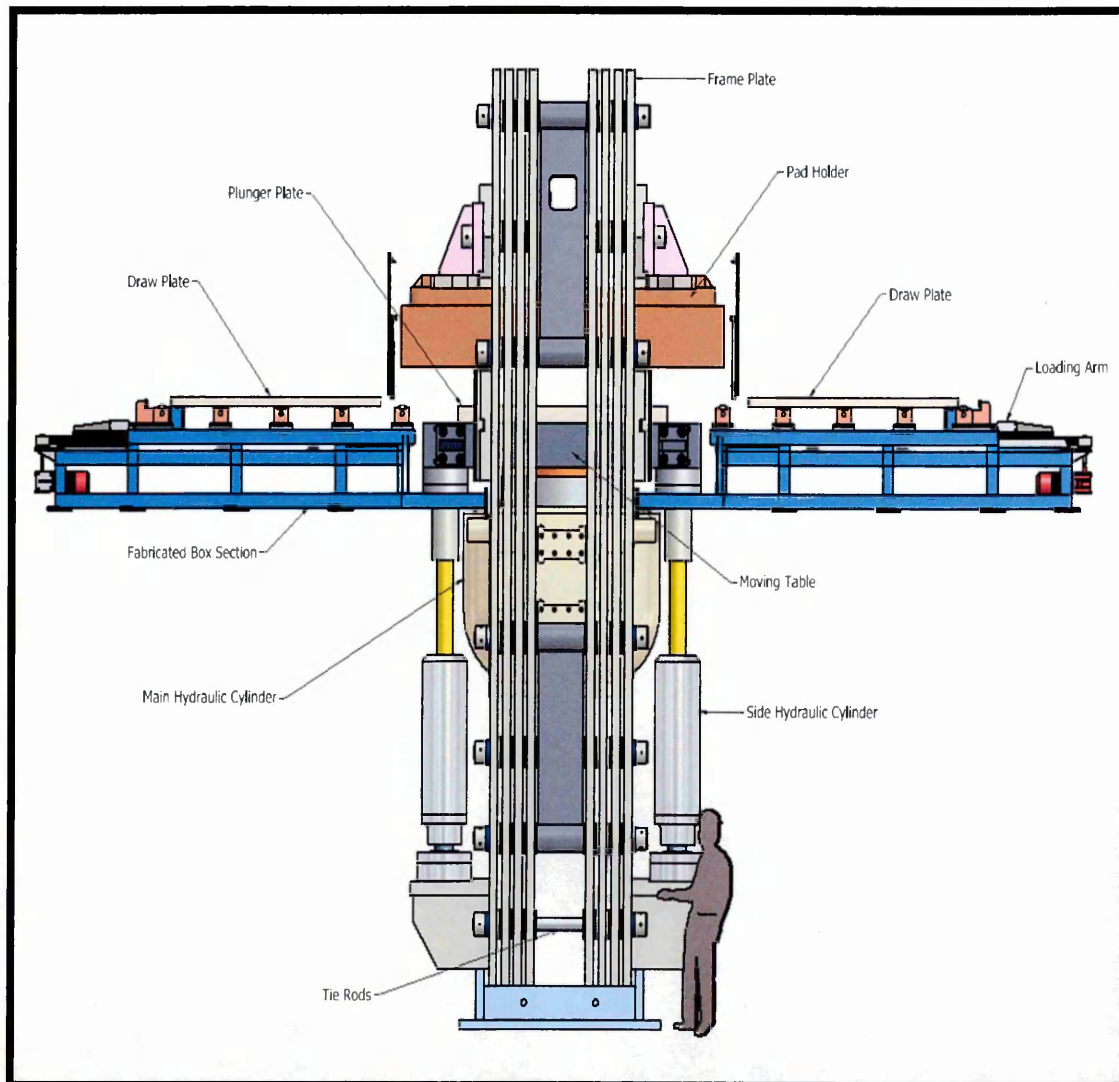 Frame Plate
Pad Holder
Plunger Plate
Draw Plate
Draw Plate
Loading Arm
Fabricated Box Section
Moving Table
Main Hydraulic Cylinder
Side Hydraulic Cylinder
Tie Rods